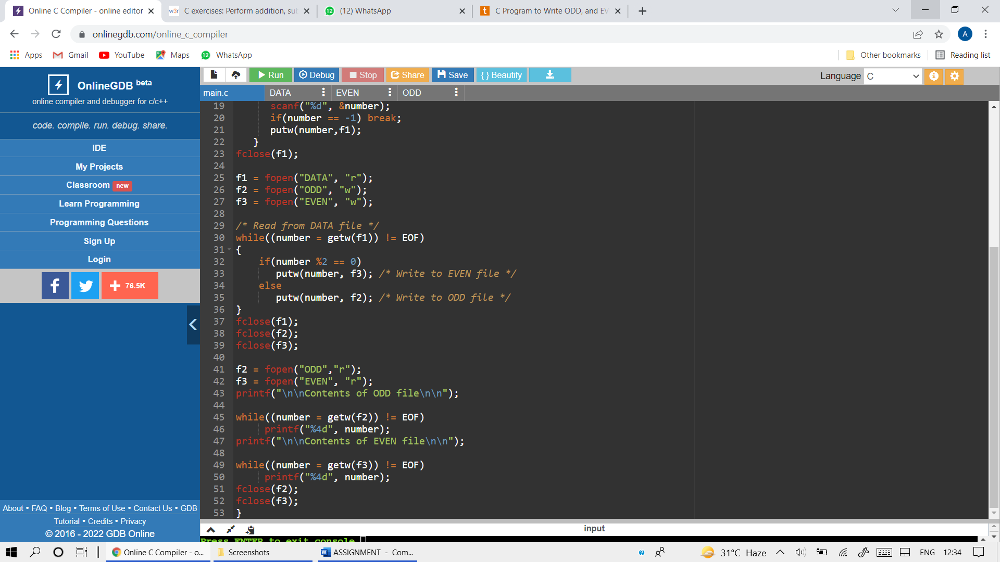 Online C Compiler - online editor
w3r C exercises: Perform addition, su
12 (12) WhatsApp
t C Program to Write ODD, and EV
onlinegdb.com/online_c_compiler
A
Apps Gmail YouTube Maps 12 WhatsApp Other bookmarks Reading list
OnlineGDB beta
online compiler and debugger for c/c++
code. compile. run. debug. share.
IDE
My Projects
Classroom new
Learn Programming
Programming Questions
Sign Up
Login
f 76.5K
About • FAQ • Blog • Terms of Use • Contact Us • GDB
Tutorial • Credits • Privacy
© 2016 - 2022 GDB Online
Run Debug Stop Share Save { } Beautify
Language C
main.c DATA EVEN ODD
19 scanf("%d", &number);
20 if(number == -1) break;
21 putw(number,f1);
22 }
23 fclose(f1);
24
25 f1 = fopen("DATA", "r");
26 f2 = fopen("ODD", "w");
27 f3 = fopen("EVEN", "w");
28
29 /* Read from DATA file */
30 while((number = getw(f1)) != EOF)
31 {
32 if(number %2 == 0)
33 putw(number, f3); /* Write to EVEN file */
34 else
35 putw(number, f2); /* Write to ODD file */
36 }
37 fclose(f1);
38 fclose(f2);
39 fclose(f3);
40
41 f2 = fopen("ODD","r");
42 f3 = fopen("EVEN", "r");
43 printf("\n\nContents of ODD file\n\n");
44
45 while((number = getw(f2)) != EOF)
46 printf("%4d", number);
47 printf("\n\nContents of EVEN file\n\n");
48
49 while((number = getw(f3)) != EOF)
50 printf("%4d", number);
51 fclose(f2);
52 fclose(f3);
53 }
input
Press ENTER to exit console.
Online C Compiler - o...
Screenshots
ASSIGNMENT - Com...
31°C Haze
ENG 12:34